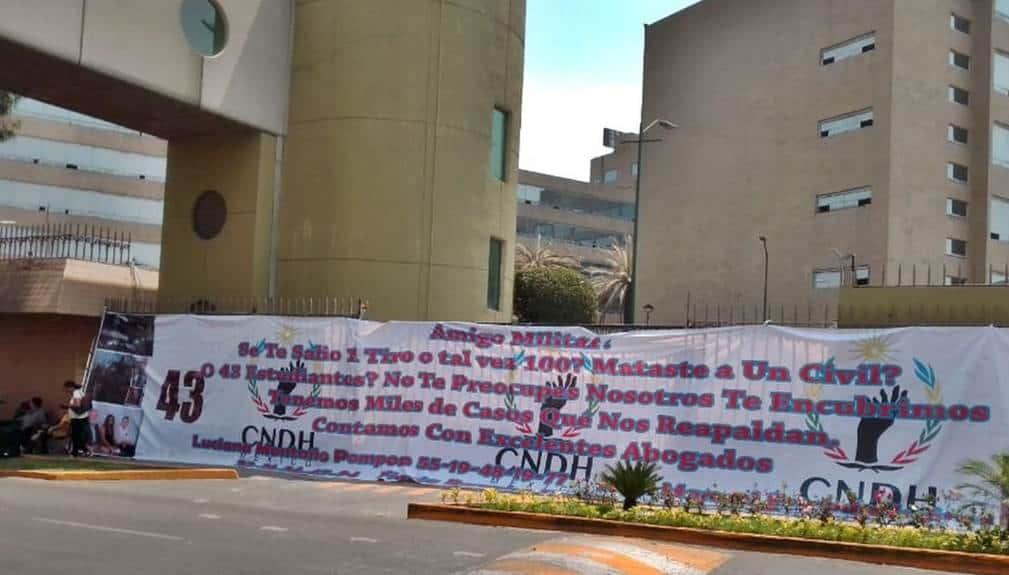 Amigo Militar
Se Te Salio 1 Tiro o tal vez 100? Mataste a Un Civil?
O 43 Estudiantes? No Te Preocupes Nosotros Te Encubrimos
Tenemos Miles de Casos Que Nos Reapaldan.
Contamos Con Excelentes Abogados
43
CNDH
CNDH
CNDH